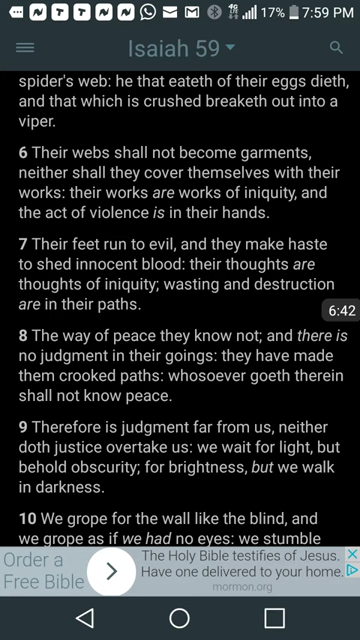 4G 17% 7:59 PM
Isaiah 59
spider's web: he that eateth of their eggs dieth,
and that which is crushed breaketh out into a
viper.
6 Their webs shall not become garments,
neither shall they cover themselves with their
works: their works are works of iniquity, and
the act of violence is in their hands.
7 Their feet run to evil, and they make haste
to shed innocent blood: their thoughts are
thoughts of iniquity; wasting and destruction
are in their paths.
6:42
8 The way of peace they know not; and there is
no judgment in their goings: they have made
them crooked paths: whosoever goeth therein
shall not know peace.
9 Therefore is judgment far from us, neither
doth justice overtake us: we wait for light, but
behold obscurity; for brightness, but we walk
in darkness.
10 We grope for the wall like the blind, and
we grope as if we had no eyes: we stumble
Order a
Free Bible
The Holy Bible testifies of Jesus.
Have one delivered to your home.
mormon.org